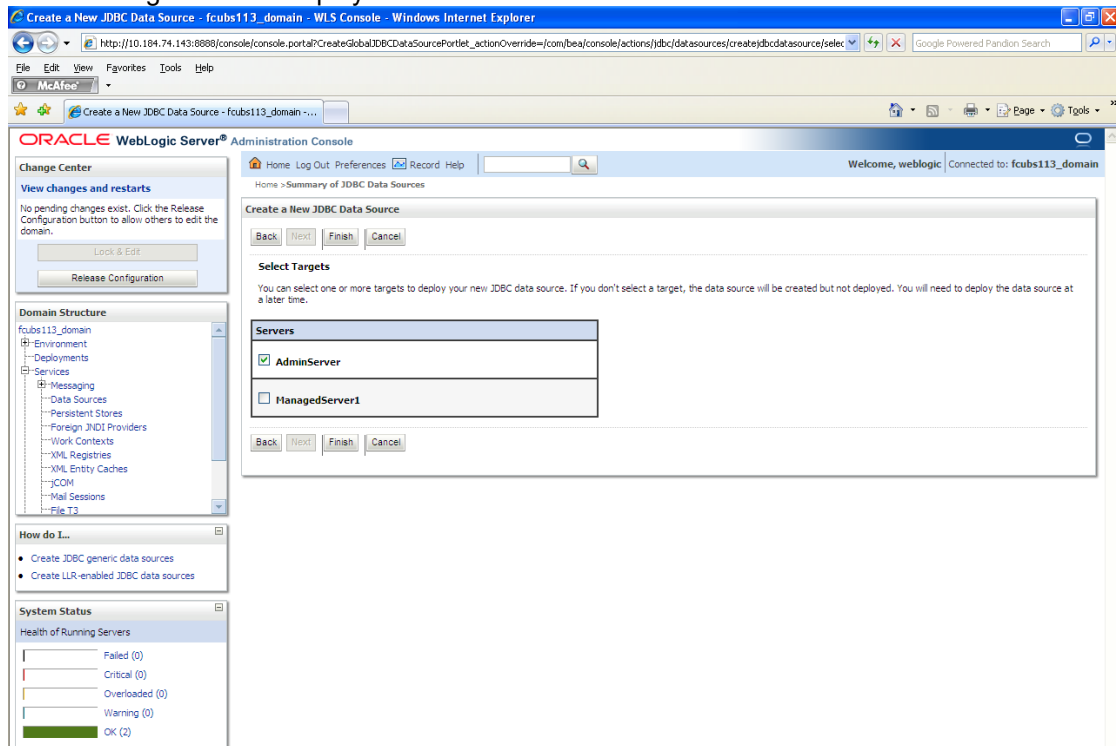 Create a New JDBC Data Source - fcubs113_domain - WLS Console - Windows Internet Explorer
http://10.184.74.143:8888/console/console.portal?CreateGlobalJDBCDataSourcePortlet_actionOverride=/com/bea/console/actions/jdbc/datasources/createjdbcdatasource/selec
Google Powered Pandion Search
File Edit View Favorites Tools Help
McAfee
Create a New JDBC Data Source - fcubs113_domain -...
Page Tools
ORACLE WebLogic Server® Administration Console
Change Center
View changes and restarts
No pending changes exist. Click the Release
Configuration button to allow others to edit the
domain.
Lock & Edit
Release Configuration
Domain Structure
fcubs113_domain
Environment
Deployments
Services
Messaging
Data Sources
Persistent Stores
Foreign JNDI Providers
Work Contexts
XML Registries
XML Entity Caches
jCOM
Mail Sessions
File T3
How do I...
Create JDBC generic data sources
Create LLR-enabled JDBC data sources
System Status
Health of Running Servers
Failed (0)
Critical (0)
Overloaded (0)
Warning (0)
OK (2)
Home Log Out Preferences Record Help
Welcome, weblogic Connected to: fcubs113_domain
Home >Summary of JDBC Data Sources
Create a New JDBC Data Source
Back Next Finish Cancel
Select Targets
You can select one or more targets to deploy your new JDBC data source. If you don't select a target, the data source will be created but not deployed. You will need to deploy the data source at
a later time.
Servers
AdminServer
ManagedServer1
Back Next Finish Cancel